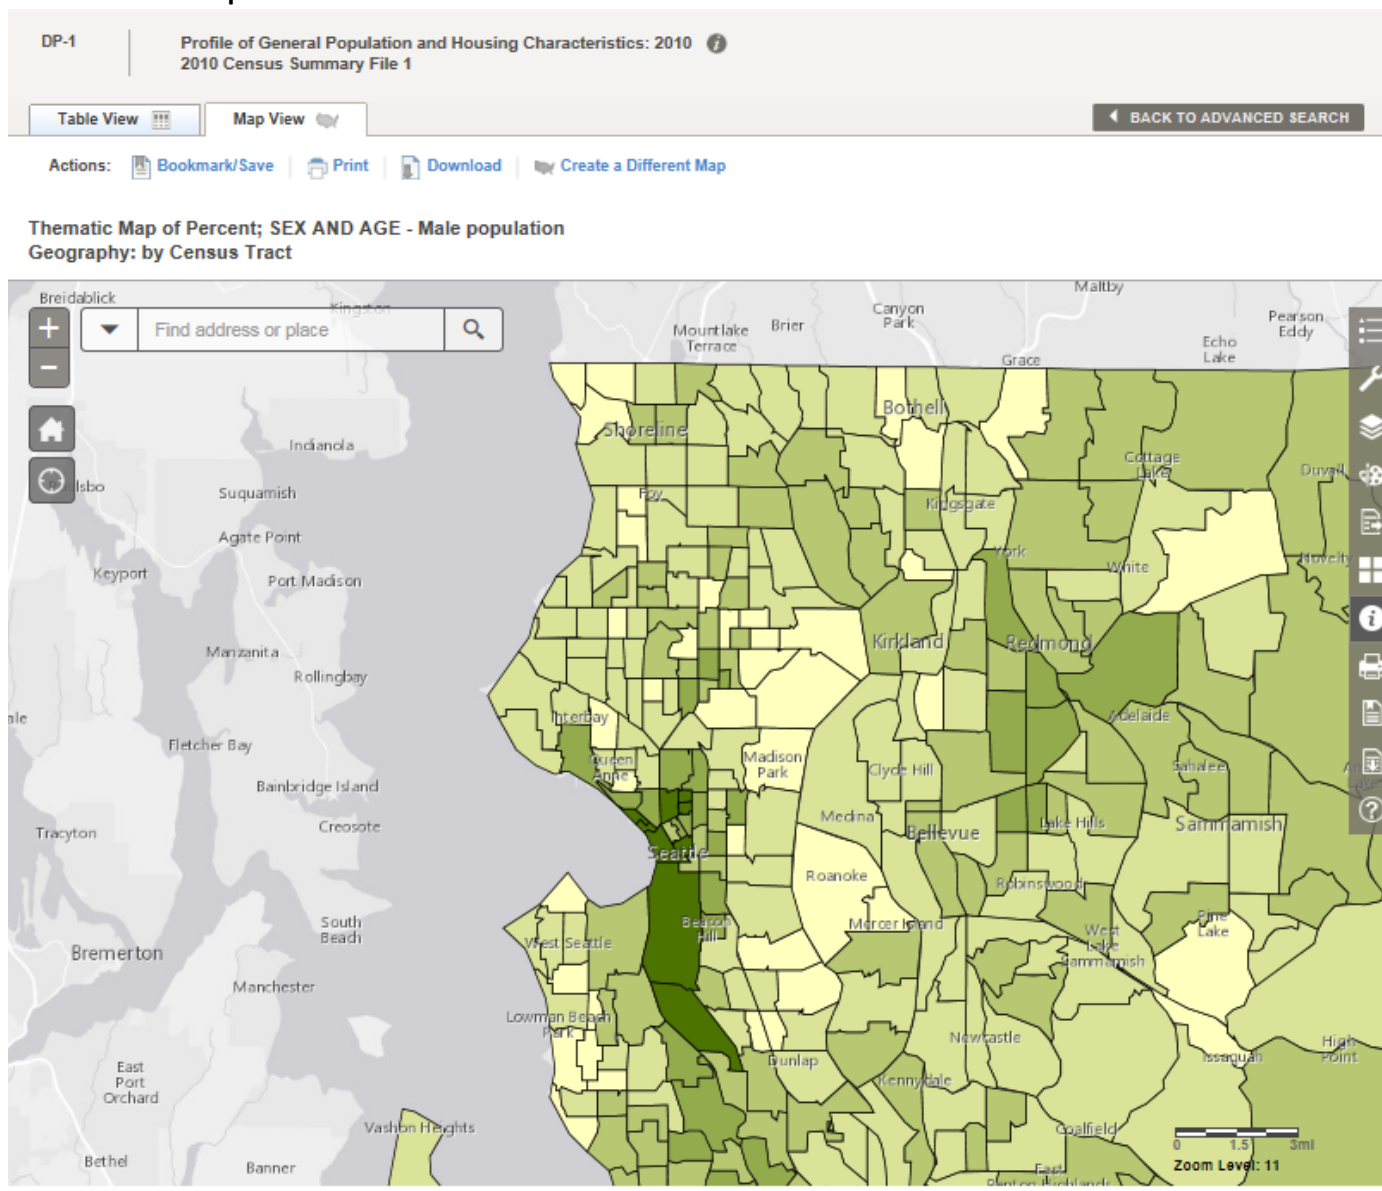 DP-1
Profile of General Population and Housing Characteristics: 2010
2010 Census Summary File 1
Table View
Map View
BACK TO ADVANCED SEARCH
Actions:
Bookmark/Save
Print
Download
Create a Different Map
Thematic Map of Percent; SEX AND AGE - Male population
Geography: by Census Tract
Breidablick
Kingston
Maltby
Find address or place
Canyon
Park
Mountlake
Terrace
Brier
Pearson
Eddy
Echo
Lake
Grace
Bothell
Shoreline
Indianola
Cottage
Lake
Duvall
Suquamish
Foy
Kingsgate
Agate Point
York
Novelty
Keyport
Port Madison
White
Kirkland
Redmond
Manzanita
Rollingbay
Interbay
Adelaide
Fletcher Bay
Queen
Anne
Madison
Park
Clyde Hill
Sahalee
Bainbridge Island
Creosote
Medina
Lake Hills
Sammamish
Tracyton
Bellevue
Seattle
Roanoke
Robinswood
South
Beach
Beacon
Hill
Mercer Island
West
Lake
Sammamish
Pine
Lake
West Seattle
Bremerton
Manchester
Lowman Beach
Park
Newcastle
High
Point
Issaquah
Dunlap
Kennydale
East
Port
Orchard
Vashon Heights
Coalfield
0 1.5 3mi
Zoom Level: 11
Bethel
Banner
East
Renton Highlands